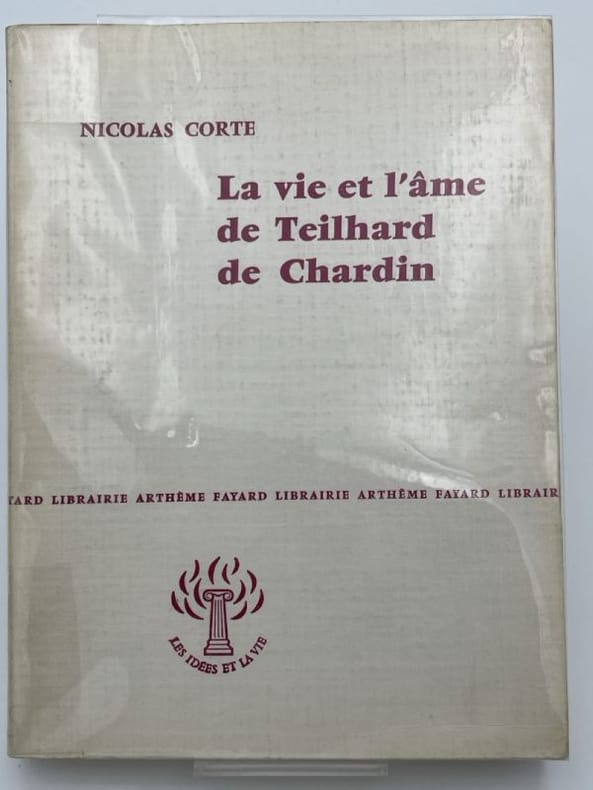 NICOLAS CORTE
La vie et l'âme
de Teilhard
de Chardin
YARD LIBRAIRIE ARTHÈME FAYARD LIBRAIRIE ARTHÈME FAYARD LIBRAIR
LES IDÉES ET LA VIE